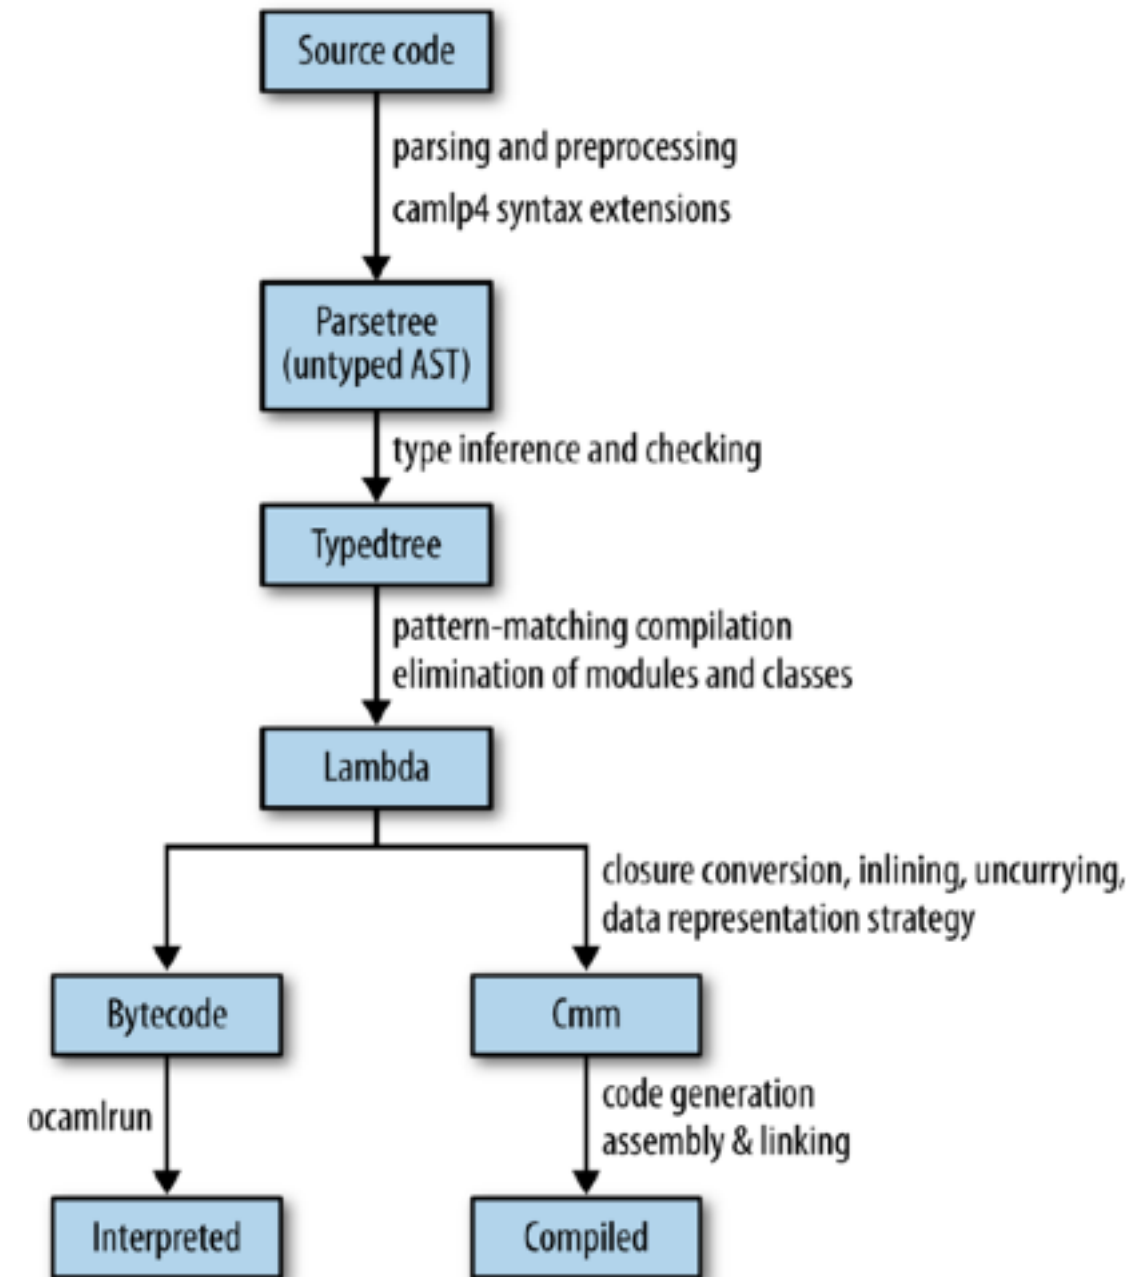 Source code
parsing and preprocessing
camlp4 syntax extensions
Parsetree
(untyped AST)
type inference and checking
Typedtree
pattern-matching compilation
elimination of modules and classes
Lambda
closure conversion, inlining, uncurrying,
data representation strategy
Bytecode
Cmm
ocamlrun
code generation
assembly & linking
Interpreted
Compiled